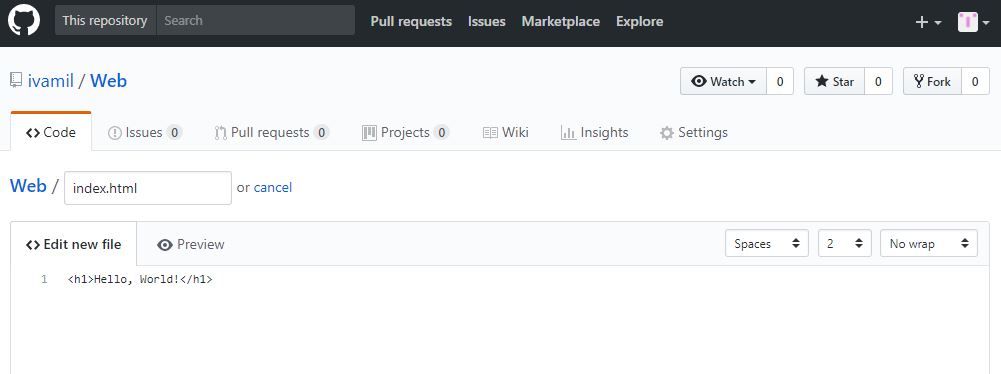 This repository Search Pull requests Issues Marketplace Explore
ivamil / Web Watch 0 Star 0 Fork 0
Code Issues 0 Pull requests 0 Projects 0 Wiki Insights Settings
Web / index.html or cancel
Edit new file Preview Spaces 2 No wrap
1 <h1>Hello, World!</h1>